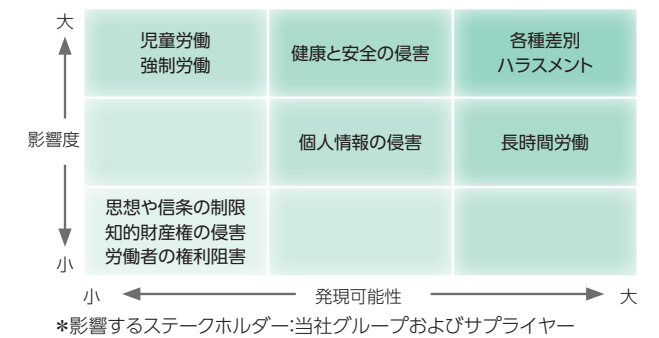 大
児童労働
強制労働
健康と安全の侵害
各種差別
ハラスメント
影響度
個人情報の侵害
長時間労働
思想や信条の制限
知的財産権の侵害
労働者の権利阻害
小
小
発現可能性
大
*影響するステークホルダー:当社グループおよびサプライヤー